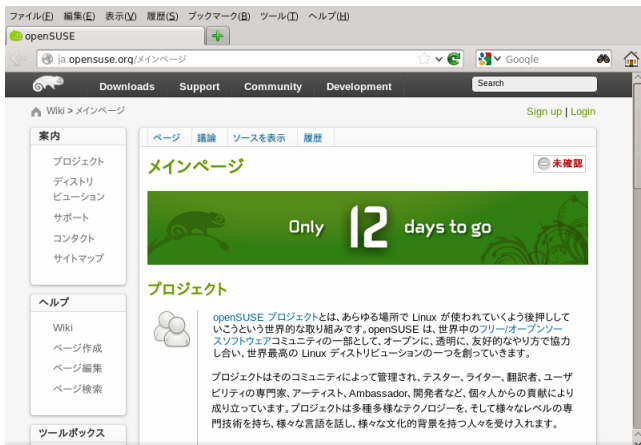 ファイル(F) 編集(E) 表示(V) 履歴(S) ブックマーク(B) ツール(T) ヘルプ(H)
openSUSE
ja.opensuse.org/メインページ
Google
Downloads Support Community Development
Search
Wiki > メインページ
Sign up | Login
案内
プロジェクト
ディストリ
ビューション
サポート
コンタクト
サイトマップ
ヘルプ
Wiki
ページ作成
ページ編集
ページ検索
ツールボックス
ページ 議論 ソースを表示 履歴
メインページ
未確認
Only 12 days to go
プロジェクト
openSUSE プロジェクトとは、あらゆる場所で Linux が使われていくよう後押しして
いこうという世界的な取り組みです。openSUSE は、世界中のフリー/オープンソー
スソフトウェアコミュニティの一部として、オープンに、透明に、友好的なやり方で協力
し合い、世界最高の Linux ディストリビューションの一つを創っていきます。
プロジェクトはそのコミュニティによって管理され、テスター、ライター、翻訳者、ユーザ
ビリティの専門家、アーティスト、Ambassador、開発者など、個々人からの貢献により
成り立っています。プロジェクトは多種多様なテクノロジーを、そして様々なレベルの専
門技術を持ち、様々な言語を話し、様々な文化的背景を持つ人々を受け入れます。